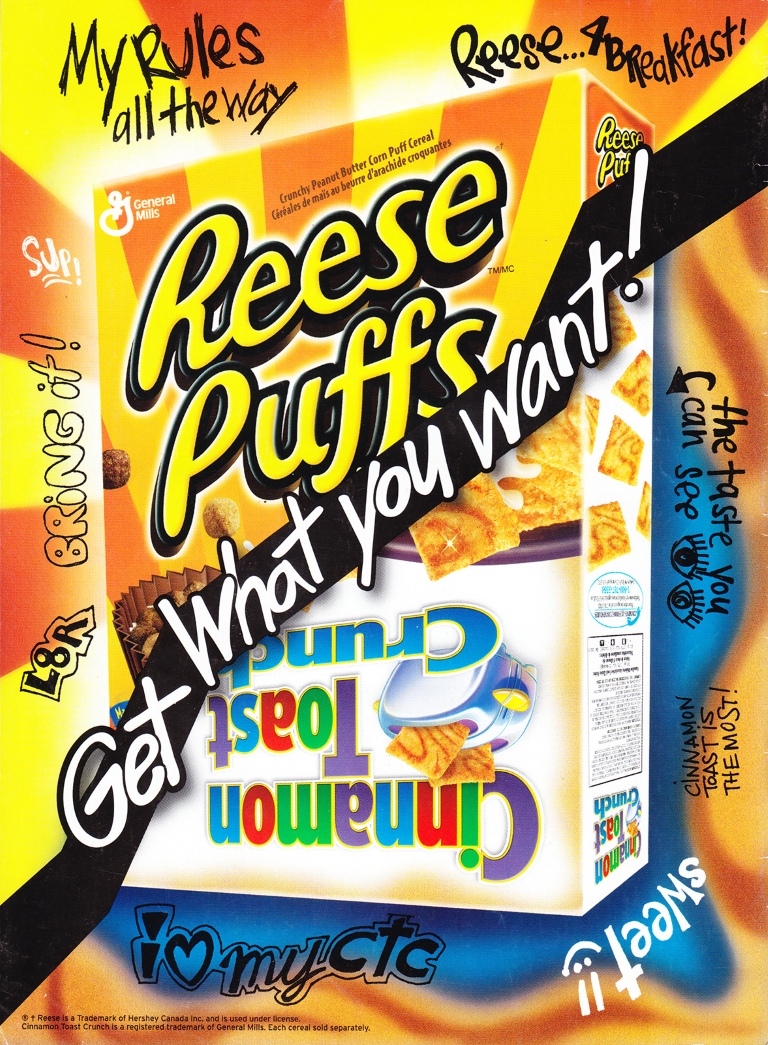 My Rules
all the way
Reese...4 Breakfast!
General
Mills
Crunchy Peanut Butter Corn Puff Cereal
Céréales de maïs au beurre d'arachide croquantes
Reese
Puffs
TM/MC
Reese
Puf
SUP!
BRiNG it!
L8R
Get What you want!
the taste you
can see
Cinnamon
Toast
Crunch
Cinnamon
Toast
Crunch
CiNNAMON
TOAST iS
THE MOST!
sweet!!
i ♡ my ctc
® † Reese is a Trademark of Hershey Canada Inc. and is used under license.
Cinnamon Toast Crunch is a registered trademark of General Mills. Each cereal sold separately.